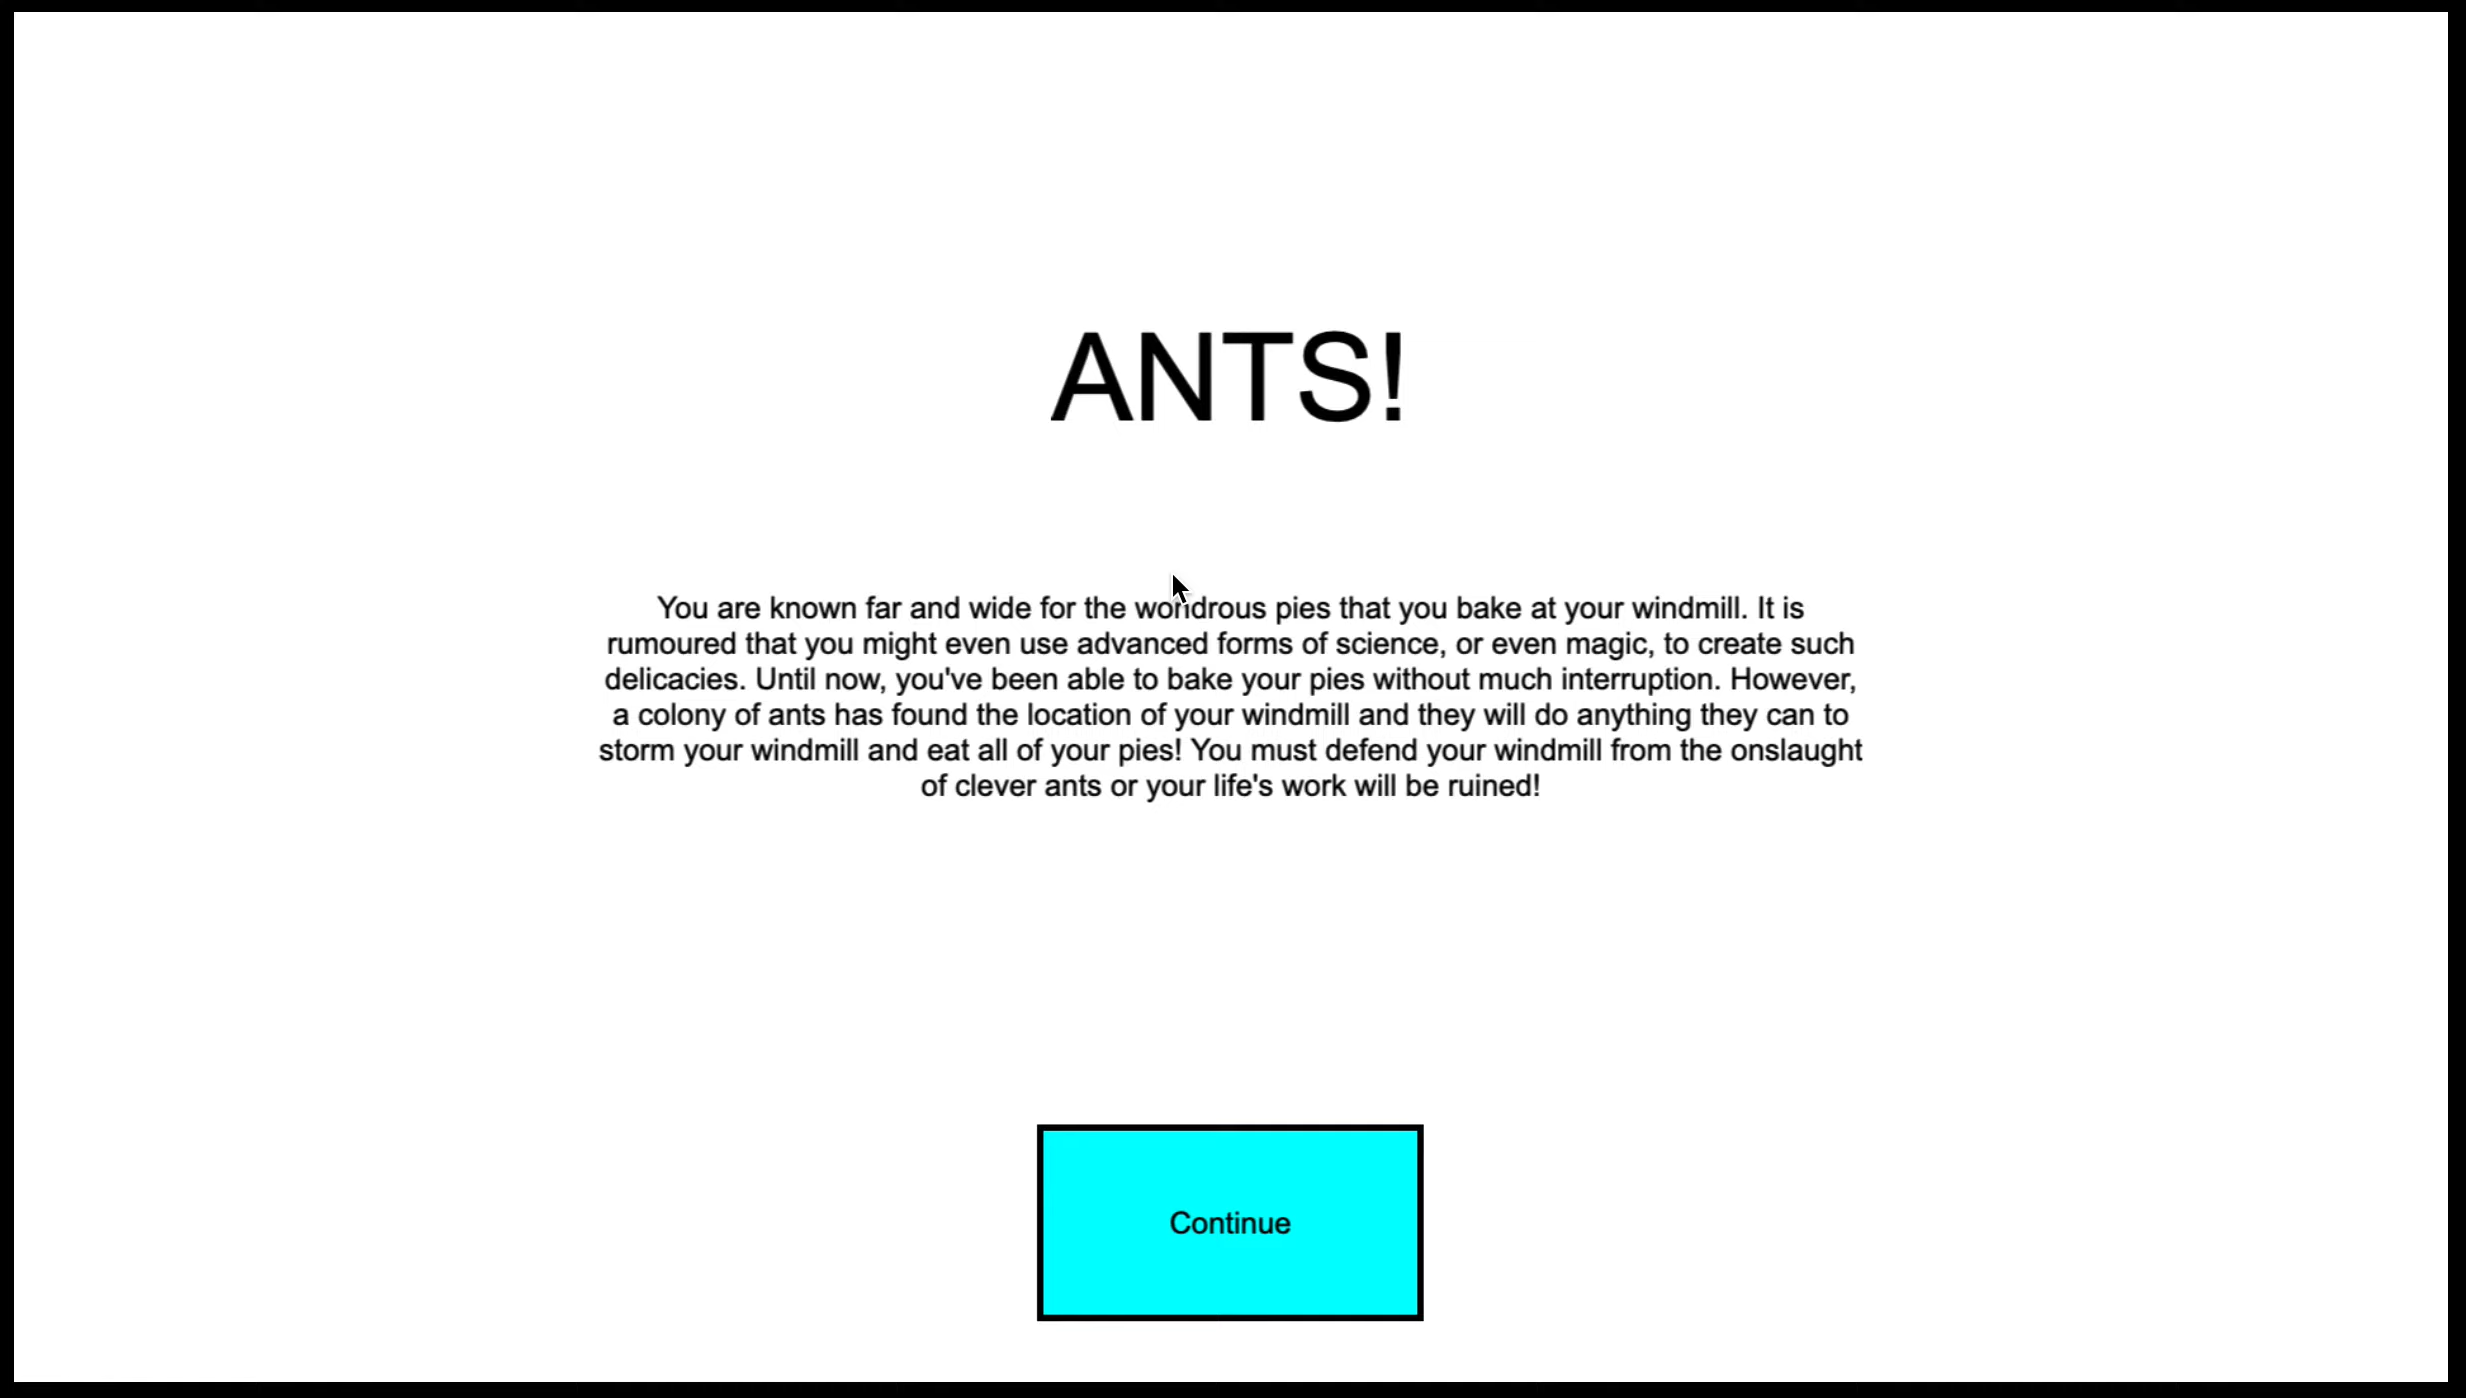 ANTS!
You are known far and wide for the wondrous pies that you bake at your windmill. It is
rumoured that you might even use advanced forms of science, or even magic, to create such
delicacies. Until now, you've been able to bake your pies without much interruption. However,
a colony of ants has found the location of your windmill and they will do anything they can to
storm your windmill and eat all of your pies! You must defend your windmill from the onslaught
of clever ants or your life's work will be ruined!
Continue